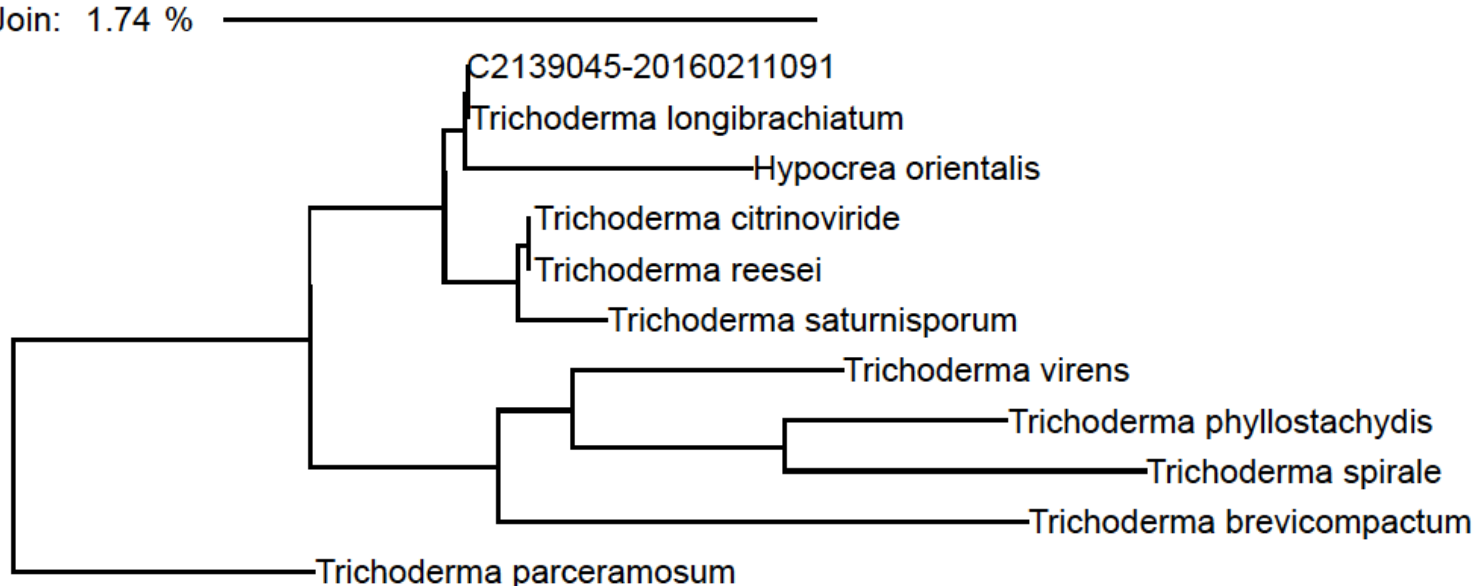 Join: 1.74 %
C2139045-20160211091
Trichoderma longibrachiatum
Hypocrea orientalis
Trichoderma citrinoviride
Trichoderma reesei
Trichoderma saturnisporum
Trichoderma virens
Trichoderma phyllostachydis
Trichoderma spirale
Trichoderma brevicompactum
Trichoderma parceramosum